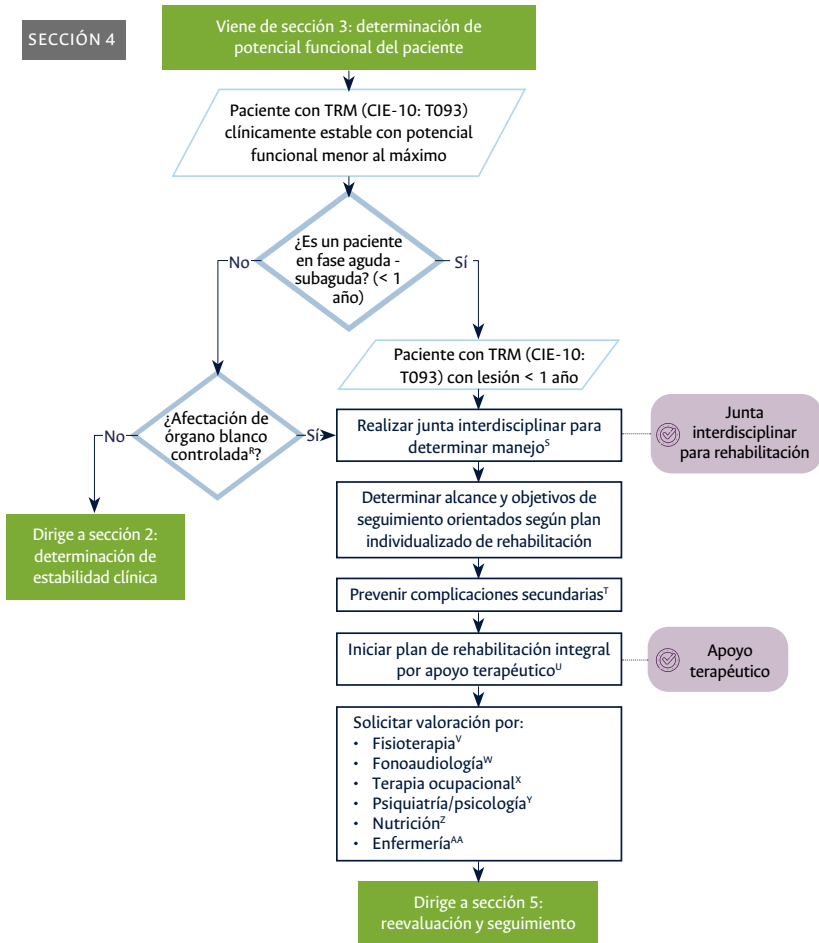 SECCIÓN 4
Viene de sección 3: determinación de
potencial funcional del paciente
Paciente con TRM (CIE-10: T093)
clínicamente estable con potencial
funcional menor al máximo
¿Es un paciente
en fase aguda -
subaguda? (< 1
año)
No
Sí
Paciente con TRM (CIE-10:
T093) con lesión < 1 año
¿Afectación de
órgano blanco
controladaᴿ?
No
Sí
Realizar junta interdisciplinar para
determinar manejoˢ
Junta
interdisciplinar
para rehabilitación
Determinar alcance y objetivos de
seguimiento orientados según plan
individualizado de rehabilitación
Dirige a sección 2:
determinación de
estabilidad clínica
Prevenir complicaciones secundariasᵀ
Iniciar plan de rehabilitación integral
por apoyo terapéuticoᵁ
Apoyo
terapéutico
Solicitar valoración por:
• Fisioterapiaⱽ
• Fonoaudiologíaᵂ
• Terapia ocupacionalˣ
• Psiquiatría/psicologíaʸ
• Nutriciónᶻ
• Enfermeríaᴬᴬ
Dirige a sección 5:
reevaluación y seguimiento